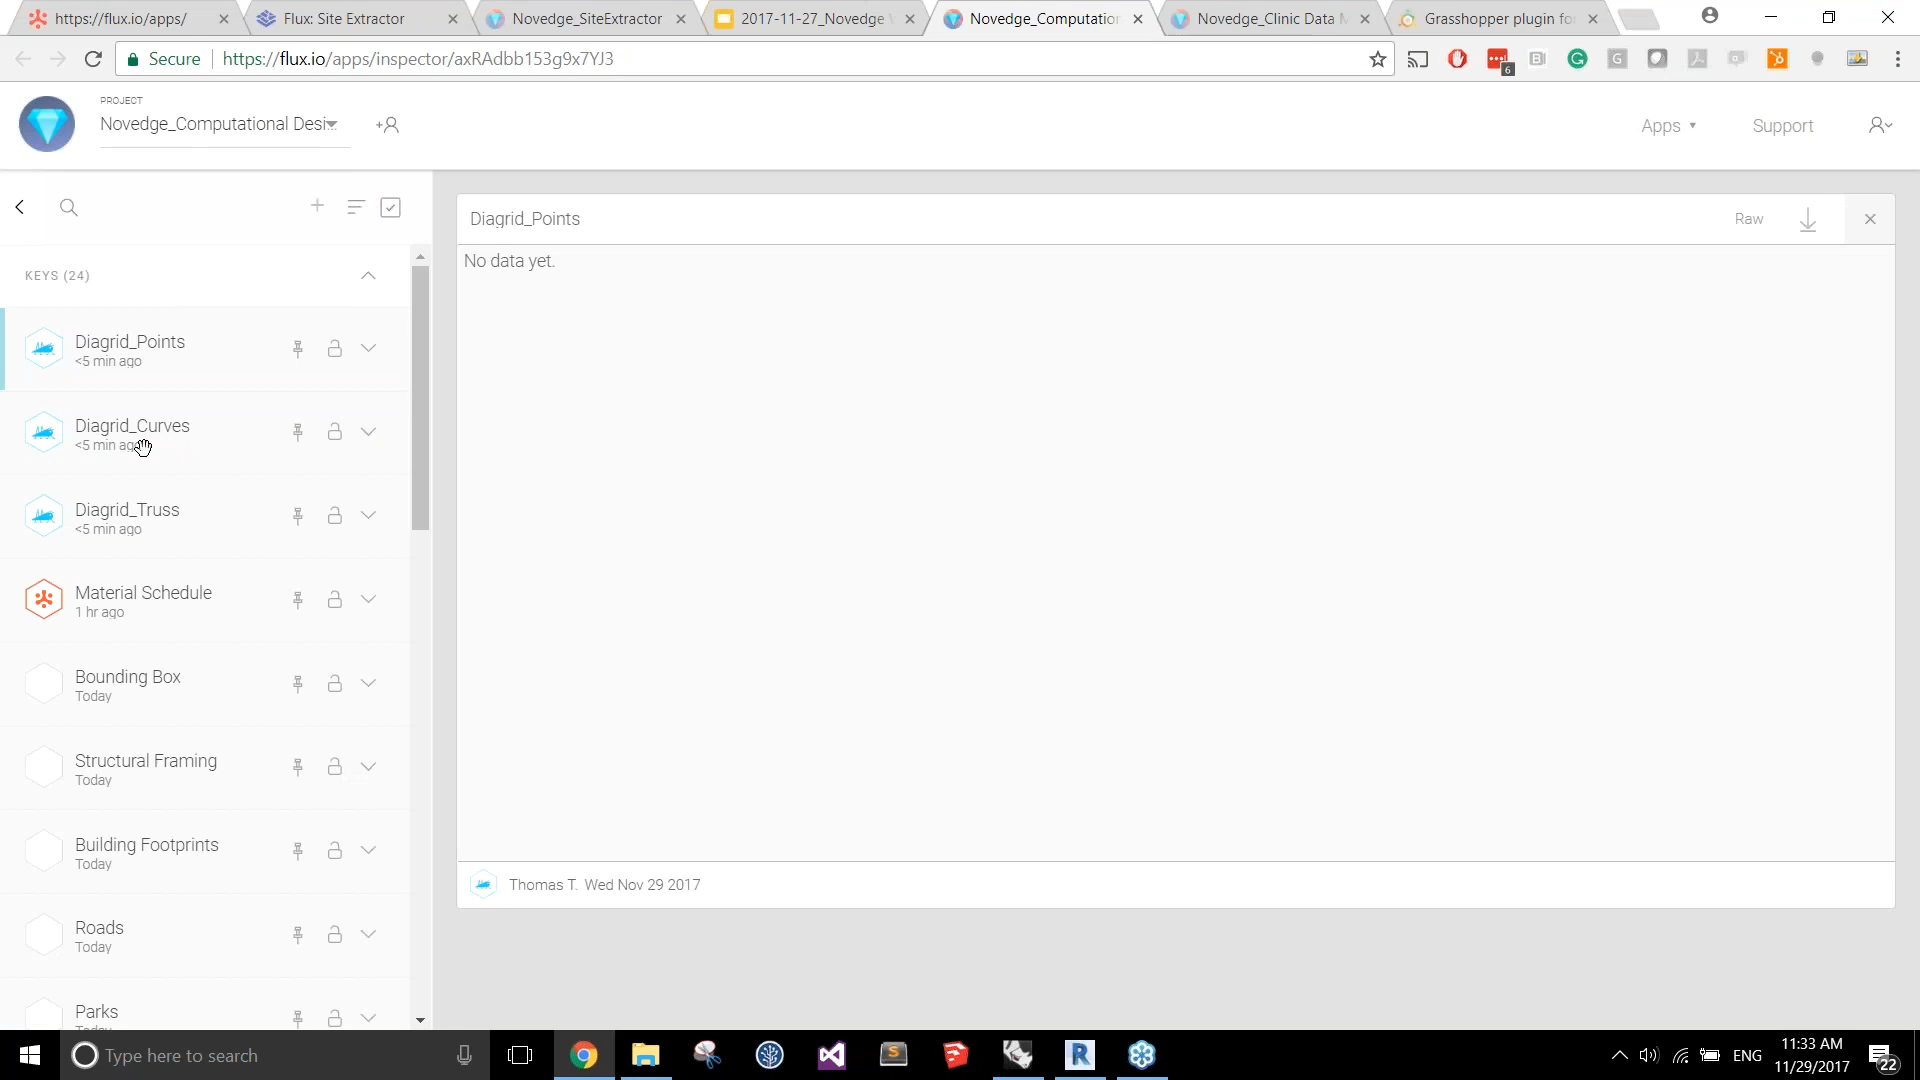 https://flux.io/apps/
Flux: Site Extractor
Novedge_SiteExtractor
2017-11-27_Novedge
Novedge_Computation
Novedge_Clinic Data M
Grasshopper plugin fo
Secure
https://flux.io/apps/inspector/axRAdbb153g9x7YJ3
6
PROJECT
Novedge_Computational Desi...
Apps
Support
Diagrid_Points
Raw
KEYS (24)
No data yet.
Diagrid_Points
<5 min ago
Diagrid_Curves
<5 min ago
Diagrid_Truss
<5 min ago
Material Schedule
1 hr ago
Bounding Box
Today
Structural Framing
Today
Building Footprints
Today
Thomas T. Wed Nov 29 2017
Roads
Today
Parks
Today
Type here to search
ENG
11:33 AM
11/29/2017
22